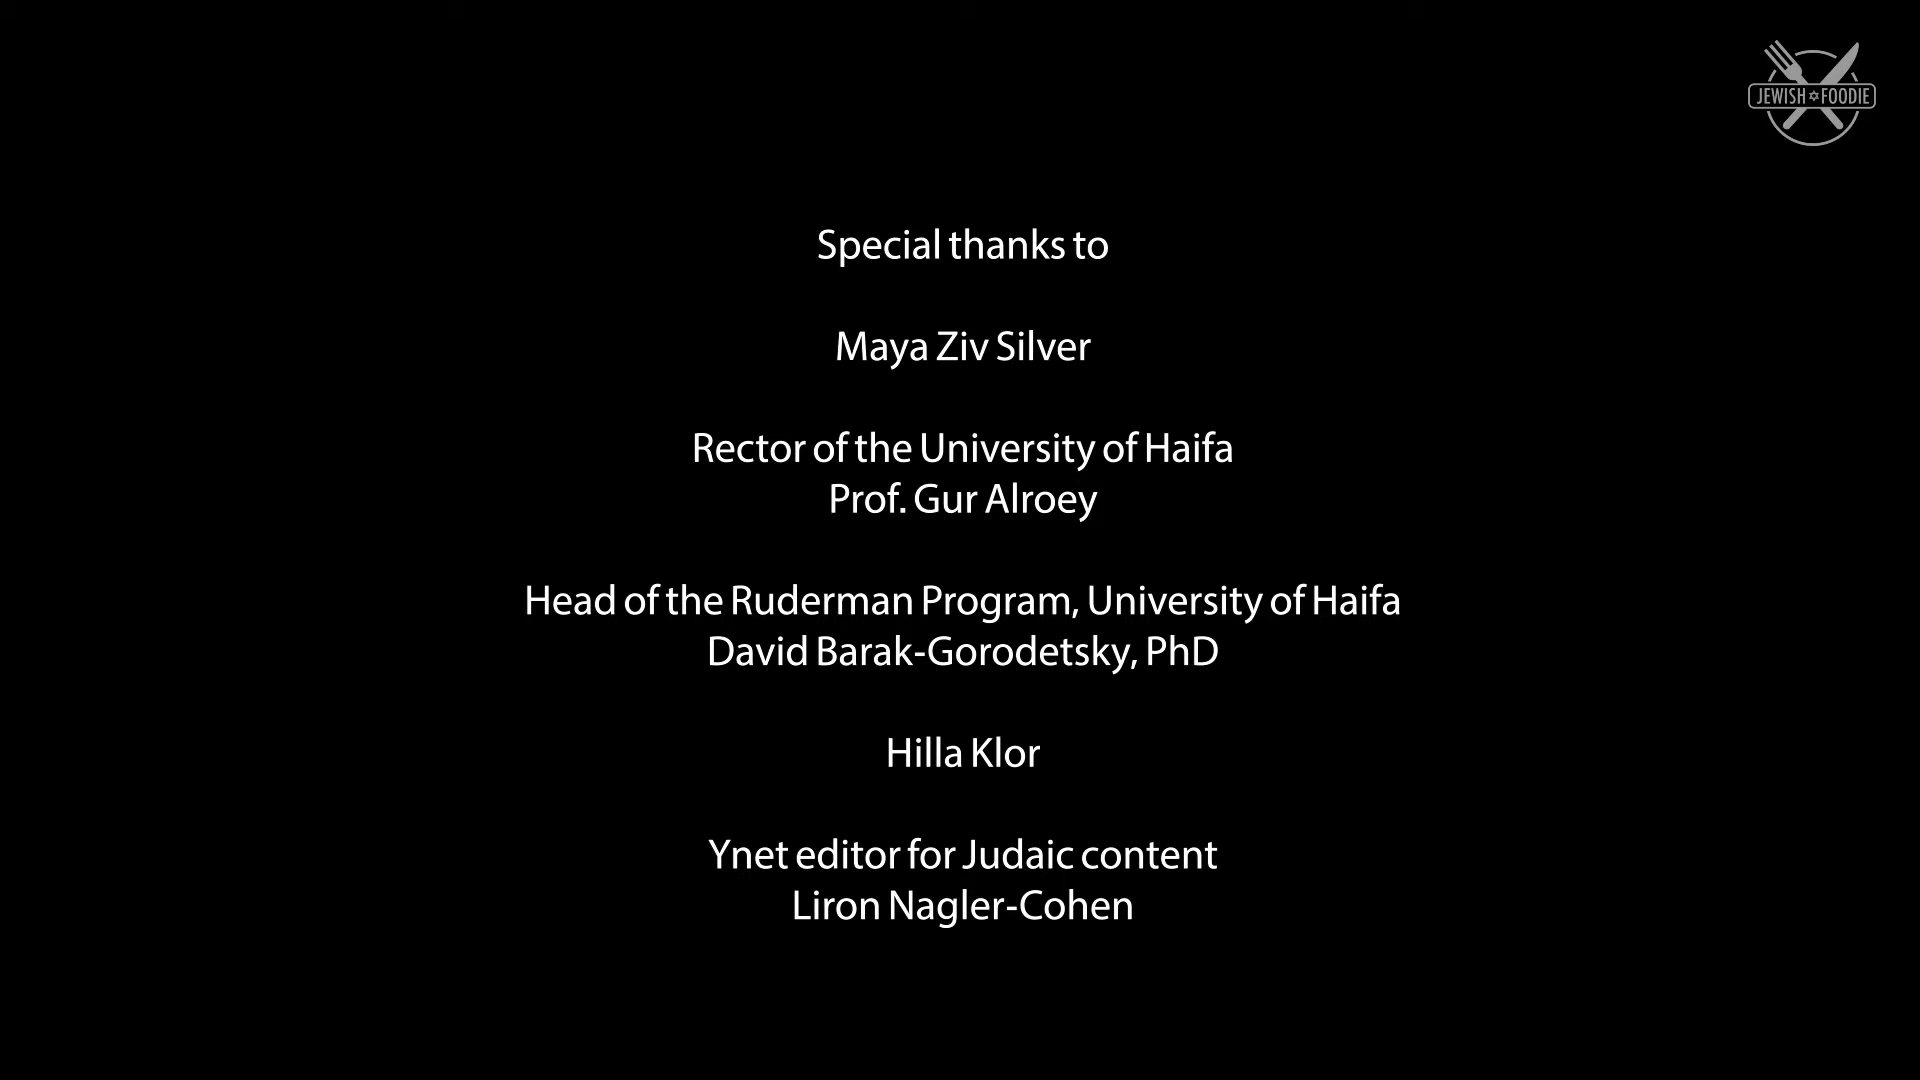 JEWISH✡FOODIE
Special thanks to
Maya Ziv Silver
Rector of the University of Haifa
Prof. Gur Alroey
Head of the Ruderman Program, University of Haifa
David Barak-Gorodetsky, PhD
Hilla Klor
Ynet editor for Judaic content
Liron Nagler-Cohen